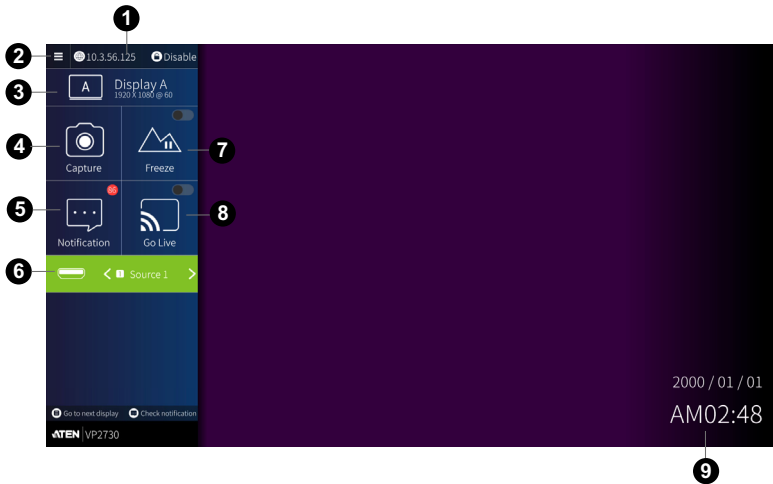 1
2
10.3.56.125
Disable
3
A
Display A
1920 X 1080 @ 60
4
Capture
Freeze
7
5
Notification
Go Live
8
6
1
Source 1
Go to next display
Check notification
ATEN VP2730
2000 / 01 / 01
AM02:48
9